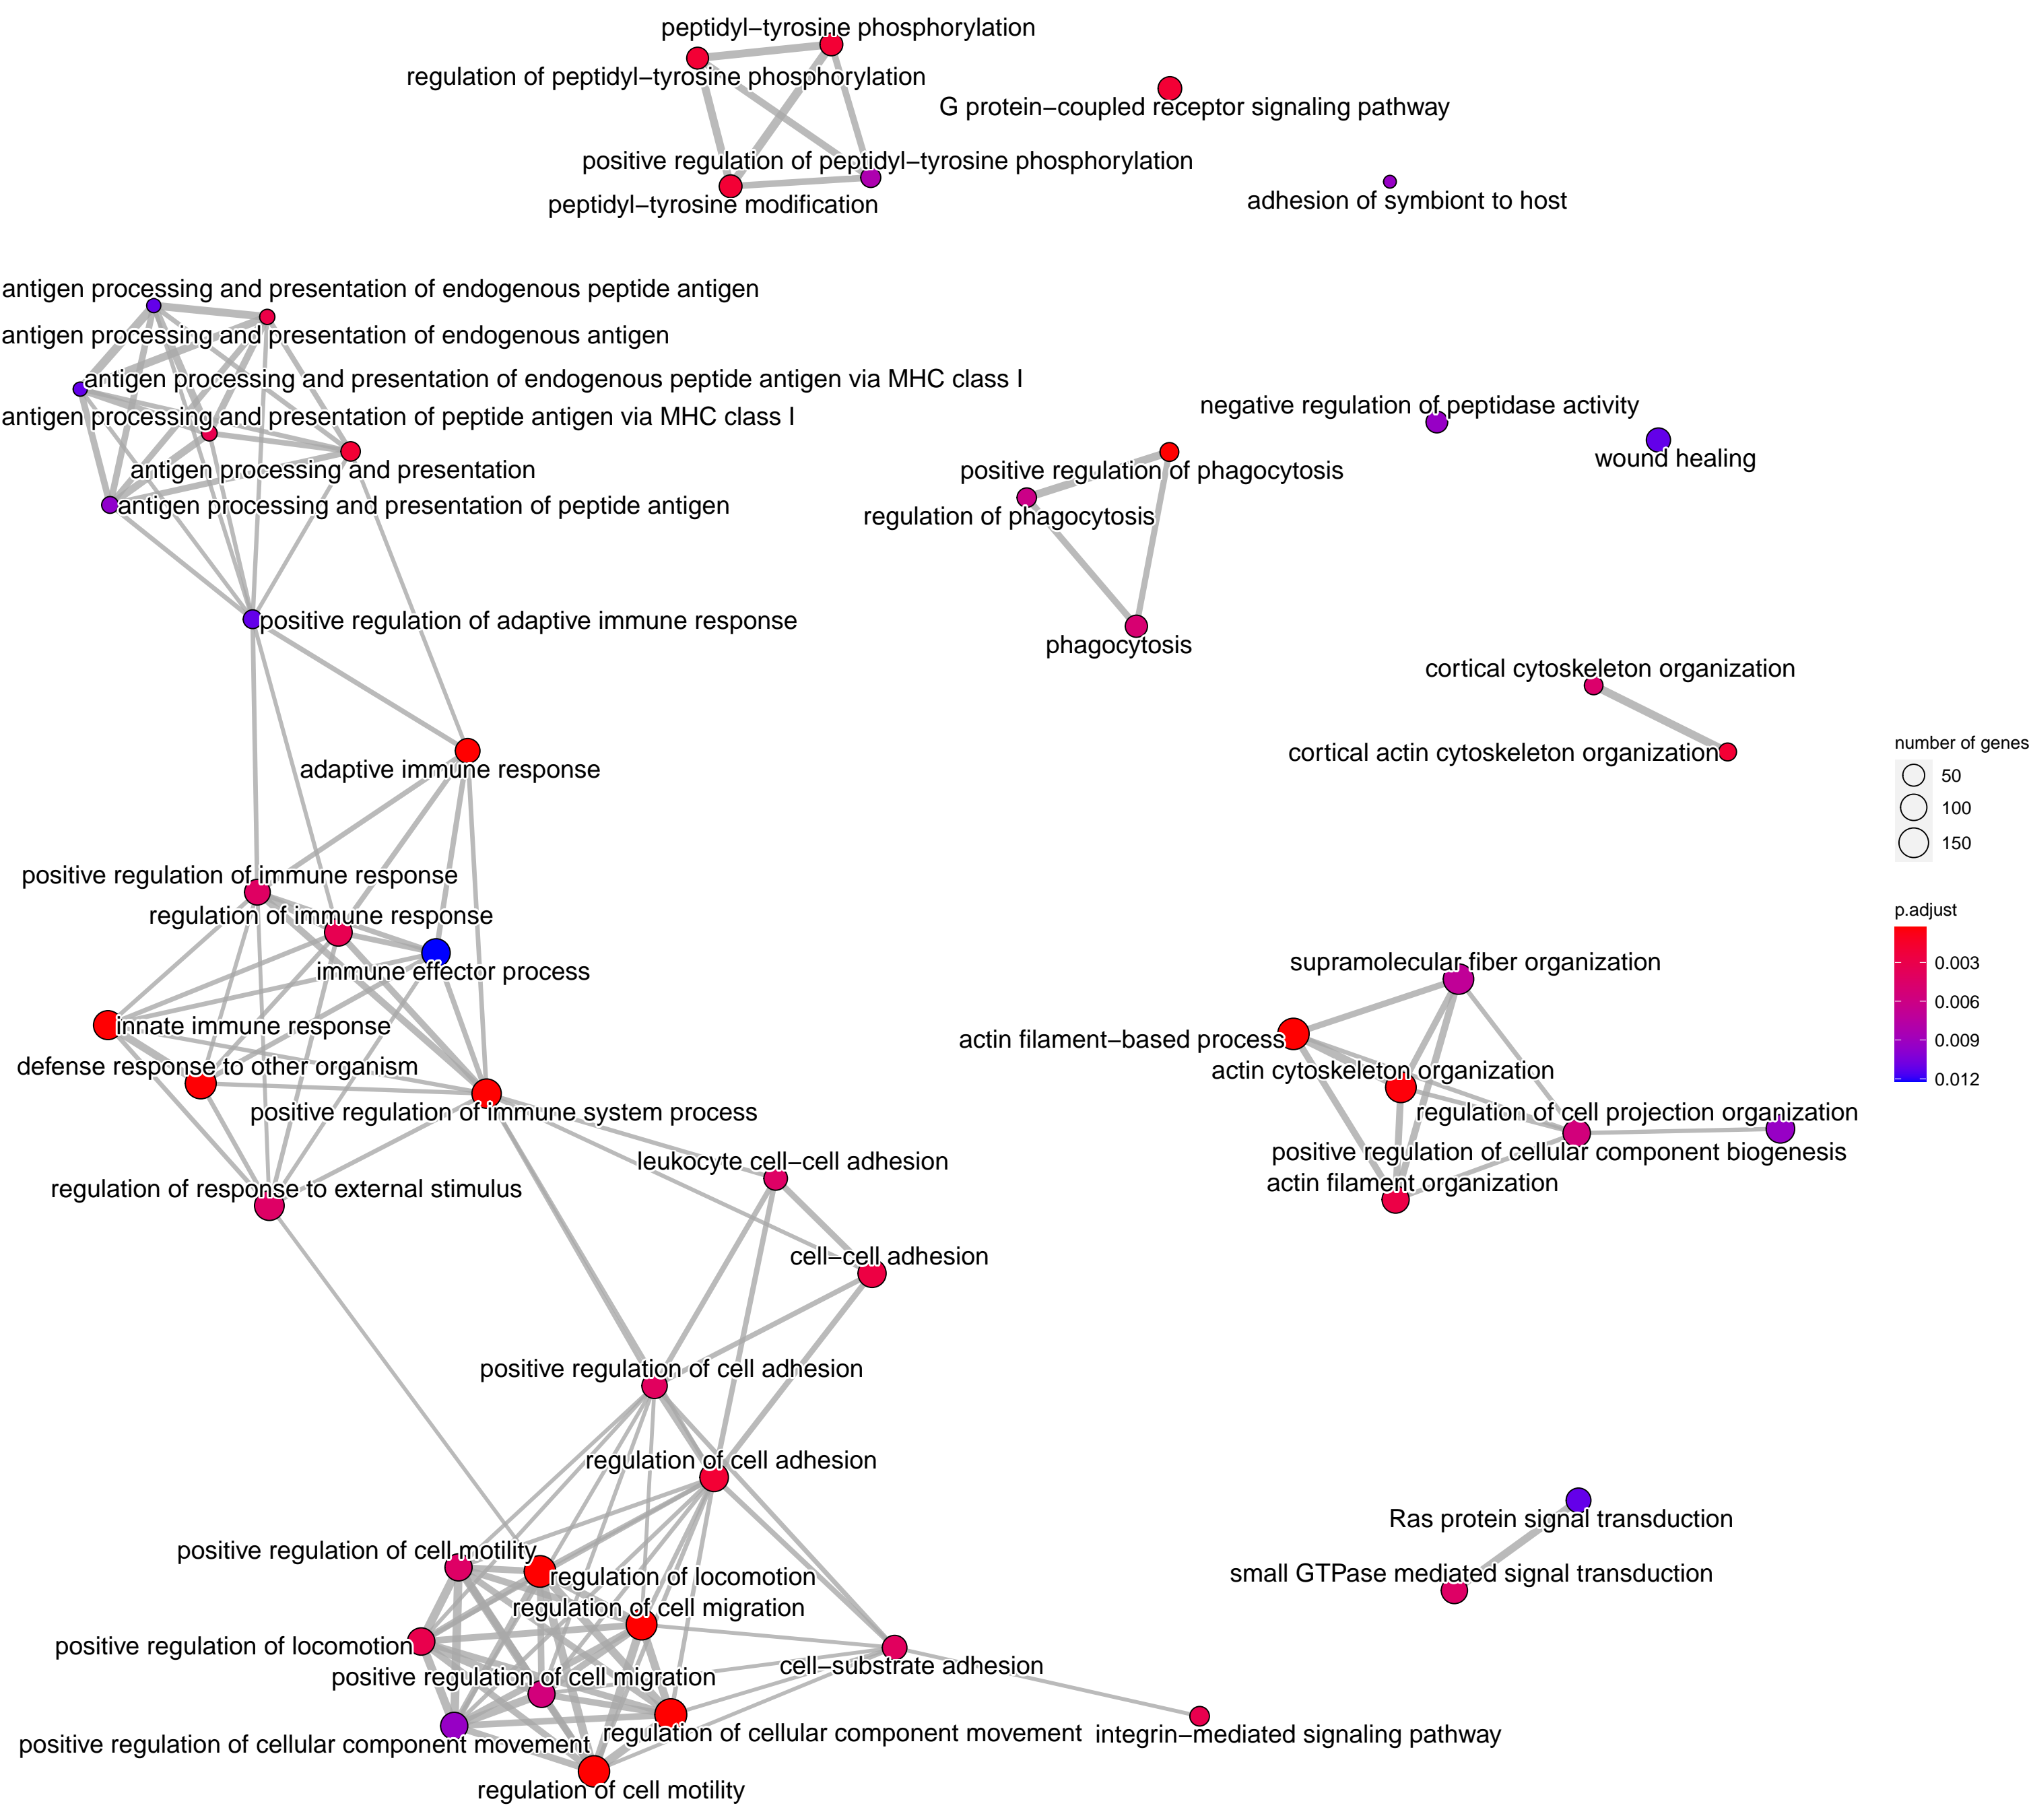 peptidyl−tyrosine phosphorylation
regulation of peptidyl−tyrosine phosphorylation
G protein−coupled receptor signaling pathway
positive regulation of peptidyl−tyrosine phosphorylation
peptidyl−tyrosine modification
adhesion of symbiont to host
antigen processing and presentation of endogenous peptide antigen
antigen processing and presentation of endogenous antigen
antigen processing and presentation of endogenous peptide antigen via MHC class I
antigen processing and presentation of peptide antigen via MHC class I
antigen processing and presentation
antigen processing and presentation of peptide antigen
negative regulation of peptidase activity
wound healing
positive regulation of phagocytosis
regulation of phagocytosis
phagocytosis
positive regulation of adaptive immune response
cortical cytoskeleton organization
cortical actin cytoskeleton organization
adaptive immune response
number of genes
50
100
150
p.adjust
0.003
0.006
0.009
0.012
positive regulation of immune response
regulation of immune response
immune effector process
innate immune response
defense response to other organism
positive regulation of immune system process
regulation of response to external stimulus
supramolecular fiber organization
actin filament−based process
actin cytoskeleton organization
regulation of cell projection organization
positive regulation of cellular component biogenesis
actin filament organization
leukocyte cell−cell adhesion
cell−cell adhesion
positive regulation of cell adhesion
regulation of cell adhesion
Ras protein signal transduction
small GTPase mediated signal transduction
positive regulation of cell motility
regulation of locomotion
regulation of cell migration
positive regulation of locomotion
cell−substrate adhesion
positive regulation of cell migration
regulation of cellular component movement
integrin−mediated signaling pathway
positive regulation of cellular component movement
regulation of cell motility